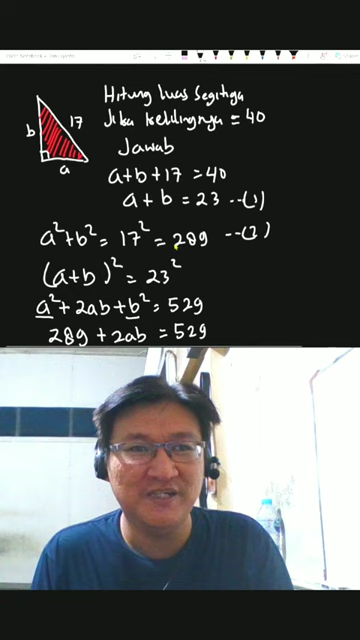 Hitung luas segitiga
Jika kelilingnya = 40
b
17
a
Jawab
a+b+17 = 40
a+b = 23 --(1)
a² + b² = 17² = 289 --(2)
(a+b)² = 23²
a² + 2ab + b² = 529
289 + 2ab = 529